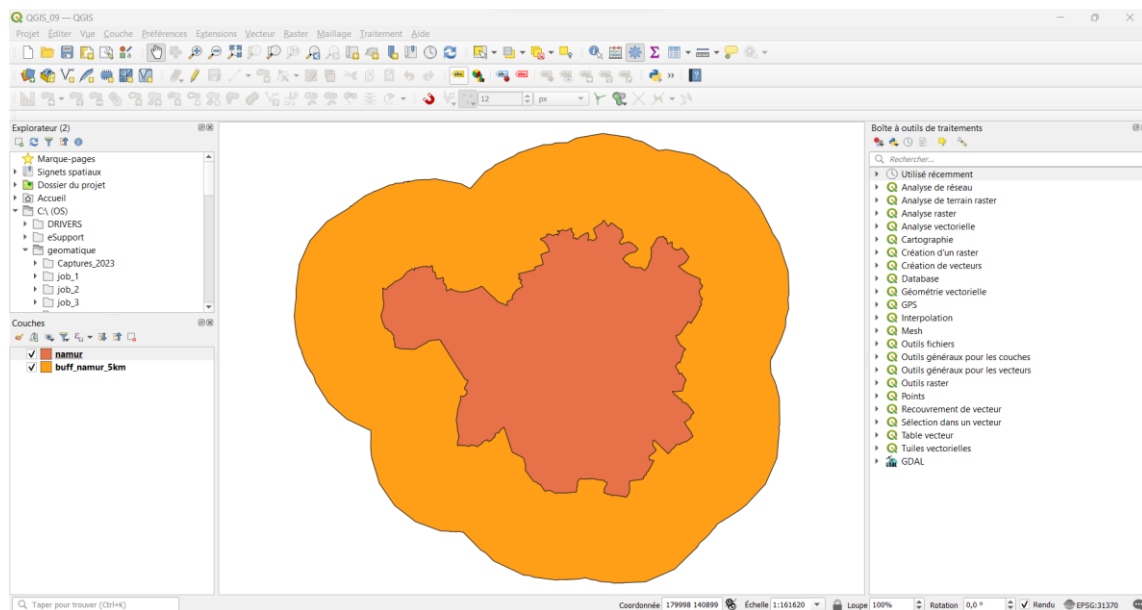 QGIS_09 — QGIS
Projet Éditer Vue Couche Préférences Extensions Vecteur Raster Maillage Traitement Aide
abc
abc
abc
12
px
Explorateur (2)
Marque-pages
Signets spatiaux
Dossier du projet
Accueil
C:\ (OS)
DRIVERS
eSupport
geomatique
Captures_2023
job_1
job_2
job_3
Couches
namur
buff_namur_5km
Boîte à outils de traitements
Rechercher...
Utilisé récemment
Analyse de réseau
Analyse de terrain raster
Analyse raster
Analyse vectorielle
Cartographie
Création d'un raster
Création de vecteurs
Database
Géométrie vectorielle
GPS
Interpolation
Mesh
Outils fichiers
Outils généraux pour les couches
Outils généraux pour les vecteurs
Outils raster
Points
Recouvrement de vecteur
Sélection dans un vecteur
Table vecteur
Tuiles vectorielles
GDAL
Taper pour trouver (Ctrl+K)
Coordonnée 179998 140899 Échelle 1:161620 Loupe 100% Rotation 0,0 ° Rendu EPSG:31370